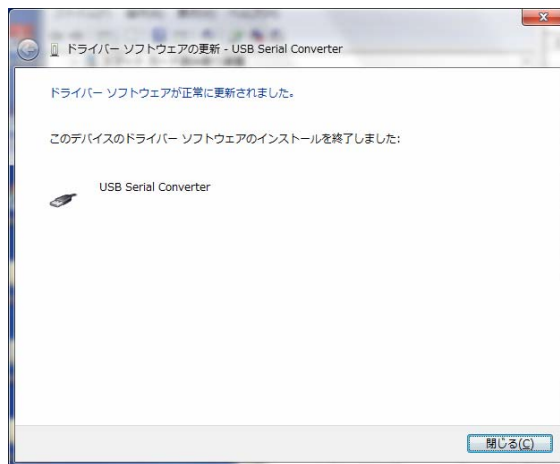 ドライバー ソフトウェアの更新 - USB Serial Converter
ドライバー ソフトウェアが正常に更新されました。
このデバイスのドライバー ソフトウェアのインストールを終了しました:
USB Serial Converter
閉じる(C)